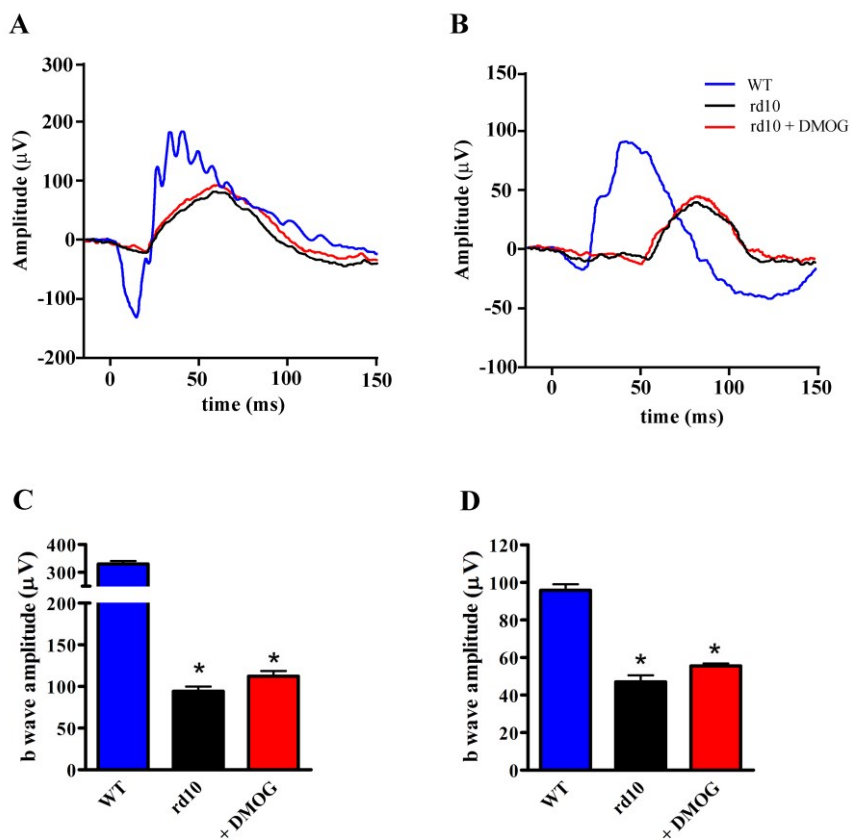 A
300
200
100
0
-100
-200
Amplitude (μV)
0 50 100 150
time (ms)
B
150
100
50
0
-50
-100
Amplitude (μV)
0 50 100 150
time (ms)
WT
rd10
rd10 + DMOG
C
400
300
200
150
100
50
0
b wave amplitude (μ V)
* *
WT rd10 + DMOG
D
120
100
80
60
40
20
0
b wave amplitude (μ V)
* *
WT rd10 + DMOG